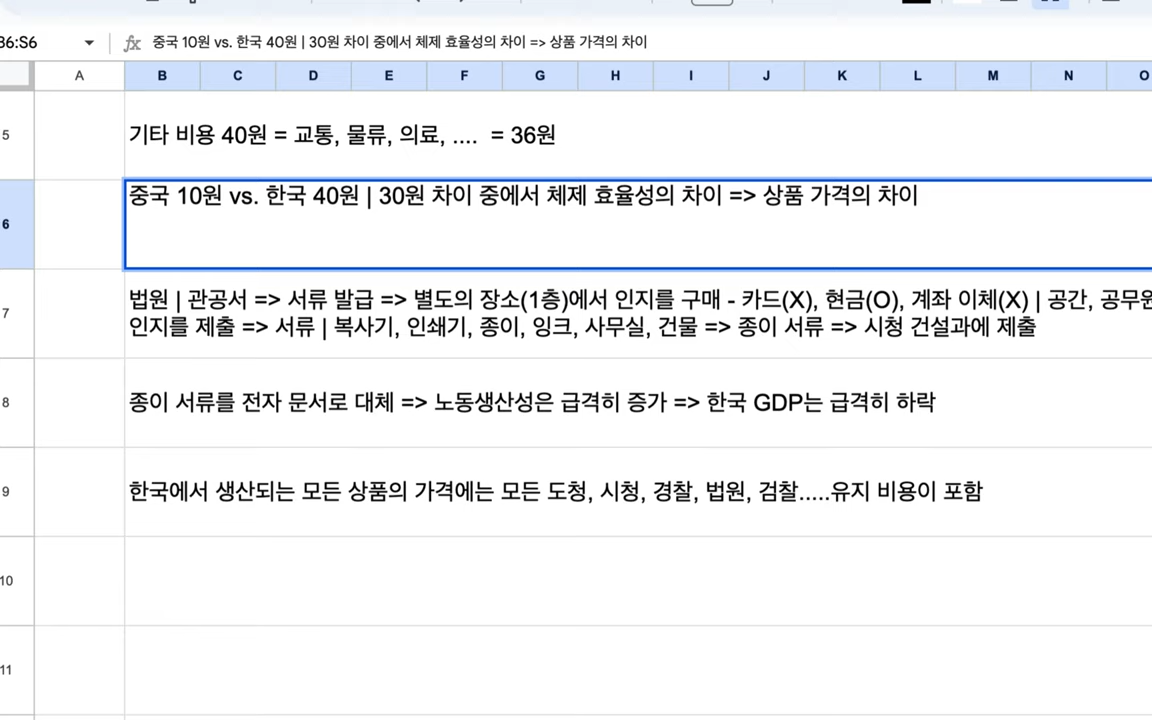 B6:S6
fx 중국 10원 vs. 한국 40원 | 30원 차이 중에서 체제 효율성의 차이 => 상품 가격의 차이
A B C D E F G H I J K L M N O
5 기타 비용 40원 = 교통, 물류, 의료, .... = 36원
6 중국 10원 vs. 한국 40원 | 30원 차이 중에서 체제 효율성의 차이 => 상품 가격의 차이
7 법원 | 관공서 => 서류 발급 => 별도의 장소(1층)에서 인지를 구매 - 카드(X), 현금(O), 계좌 이체(X) | 공간, 공무원
인지를 제출 => 서류 | 복사기, 인쇄기, 종이, 잉크, 사무실, 건물 => 종이 서류 => 시청 건설과에 제출
8 종이 서류를 전자 문서로 대체 => 노동생산성은 급격히 증가 => 한국 GDP는 급격히 하락
9 한국에서 생산되는 모든 상품의 가격에는 모든 도청, 시청, 경찰, 법원, 검찰.....유지 비용이 포함
10
11